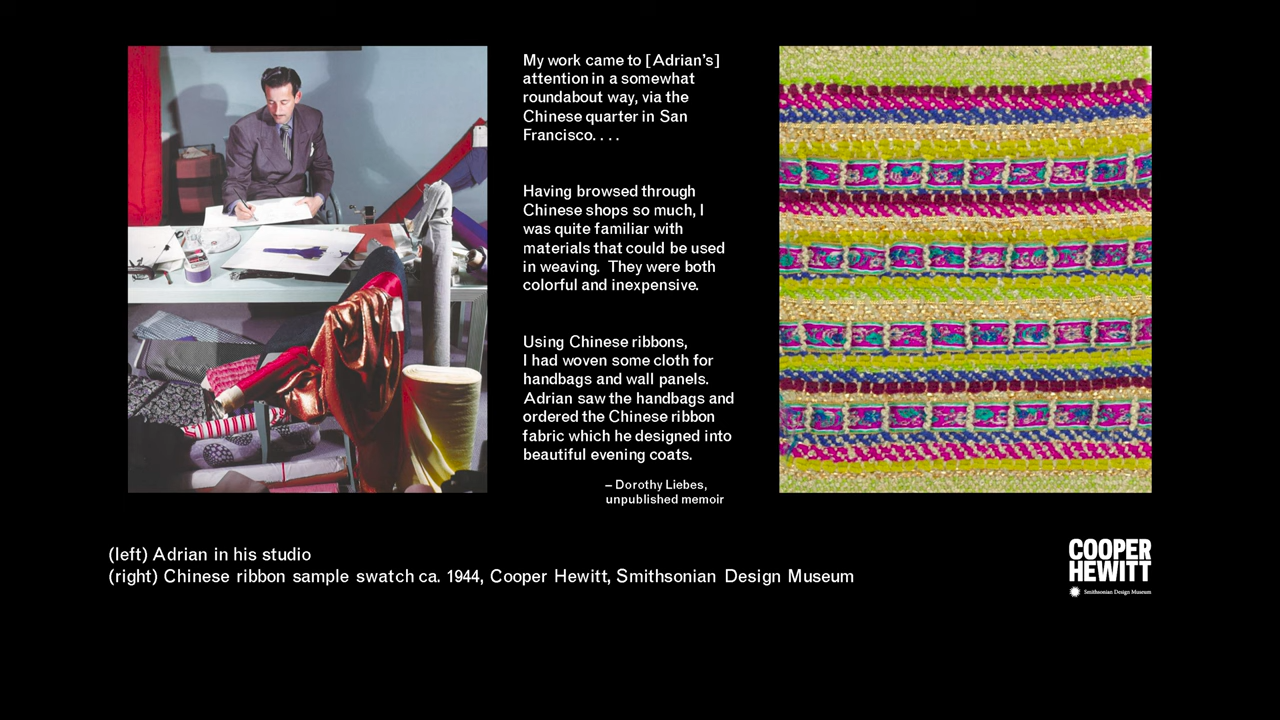 My work came to [Adrian's]
attention in a somewhat
roundabout way, via the
Chinese quarter in San
Francisco. . . .
Having browsed through
Chinese shops so much, I
was quite familiar with
materials that could be used
in weaving. They were both
colorful and inexpensive.
Using Chinese ribbons,
I had woven some cloth for
handbags and wall panels.
Adrian saw the handbags and
ordered the Chinese ribbon
fabric which he designed into
beautiful evening coats.
– Dorothy Liebes,
unpublished memoir
(left) Adrian in his studio
(right) Chinese ribbon sample swatch ca. 1944, Cooper Hewitt, Smithsonian Design Museum
COOPER
HEWITT
Smithsonian Design Museum